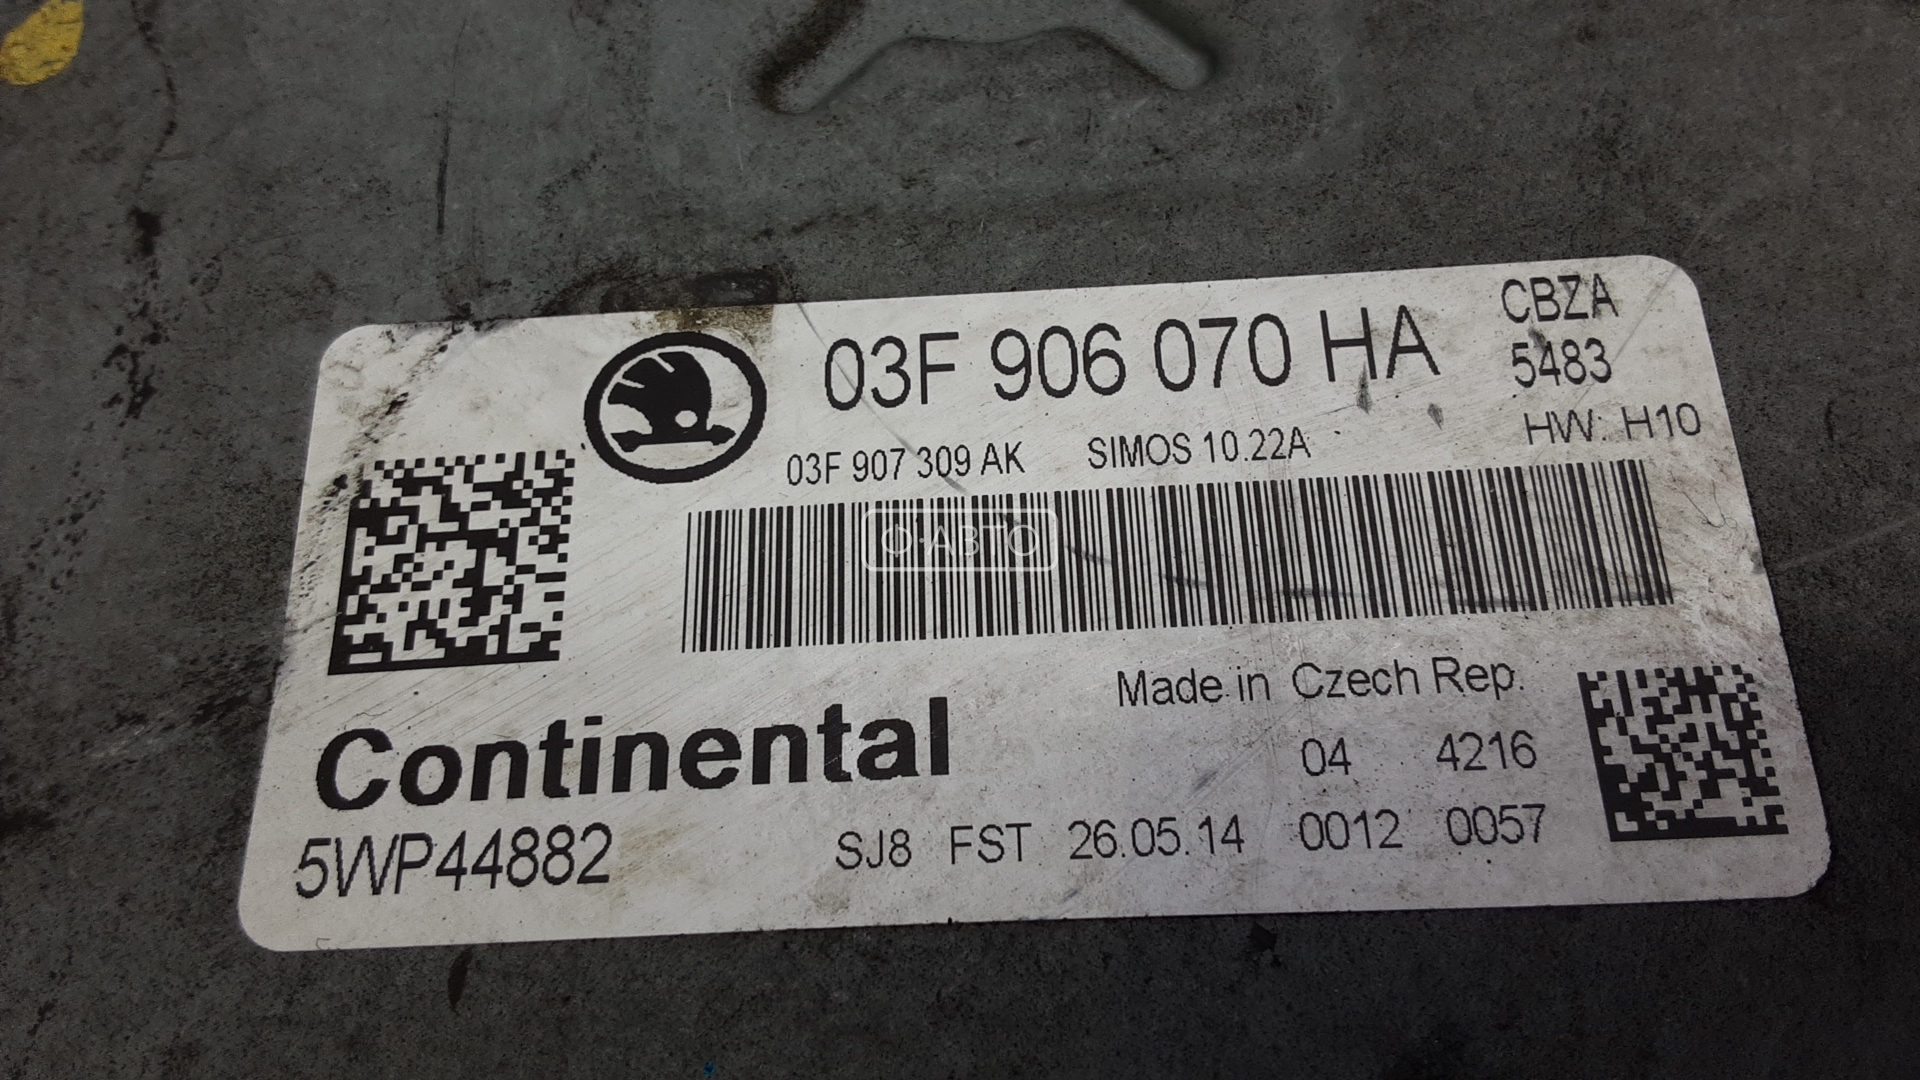 03F 906 070 HA
CBZA
5483
HW: H10
03F 907 309 AK SIMOS 10.22A
О·АВТО
Made in Czech Rep.
Continental
04 4216
5WP44882
SJ8 FST 26.05.14 0012 0057